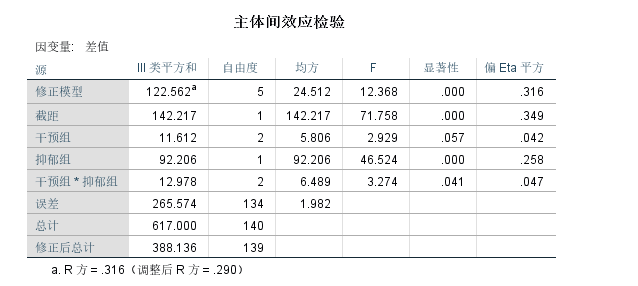 主体间效应检验
因变量: 差值
源 III 类平方和 自由度 均方 F 显著性 偏 Eta 平方
修正模型 122.562a 5 24.512 12.368 .000 .316
截距 142.217 1 142.217 71.758 .000 .349
干预组 11.612 2 5.806 2.929 .057 .042
抑郁组 92.206 1 92.206 46.524 .000 .258
干预组 * 抑郁组 12.978 2 6.489 3.274 .041 .047
误差 265.574 134 1.982
总计 617.000 140
修正后总计 388.136 139
a. R 方 = .316（调整后 R 方 = .290）